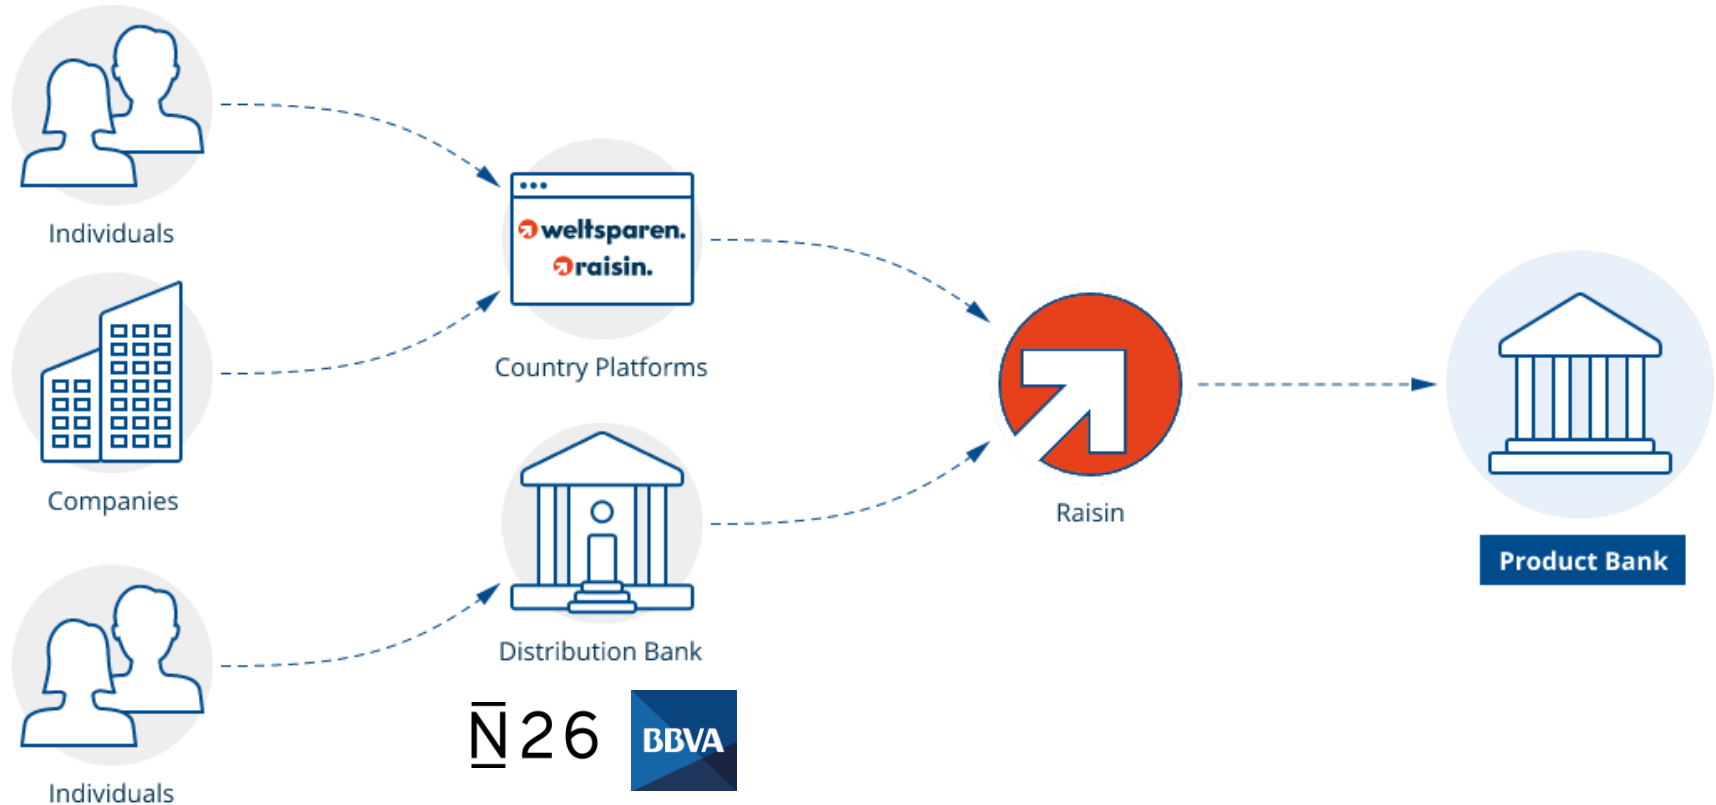 Individuals
weltsparen.
raisin.
Country Platforms
Companies
Raisin
Product Bank
Distribution Bank
N26
BBVA
Individuals